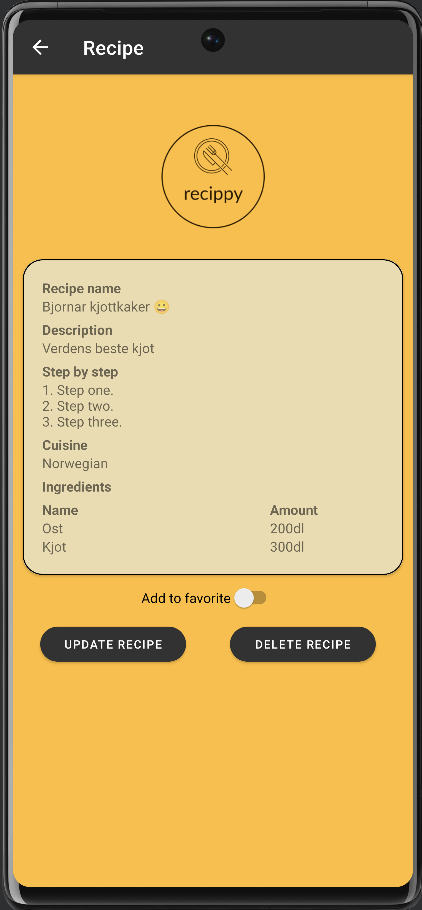 Recipe
recippy
Recipe name
Bjornar kjottkaker 😀
Description
Verdens beste kjot
Step by step
1. Step one.
2. Step two.
3. Step three.
Cuisine
Norwegian
Ingredients
Name Amount
Ost 200dl
Kjot 300dl
Add to favorite
UPDATE RECIPE DELETE RECIPE